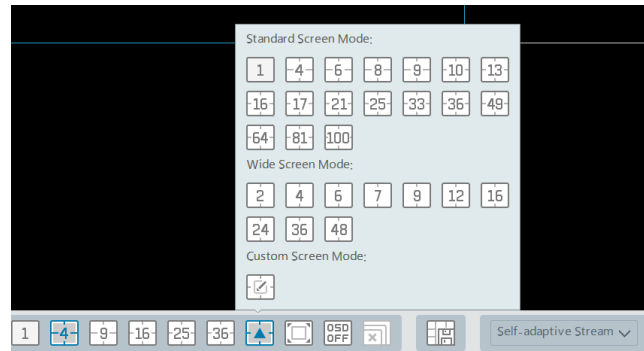 Standard Screen Mode:
1 4 6 8 9 10 13
16 17 21 25 33 36 49
64 81 100
Wide Screen Mode:
2 4 6 7 9 12 16
24 36 48
Custom Screen Mode:
1 4 9 16 25 36 OSD OFF Self-adaptive Stream